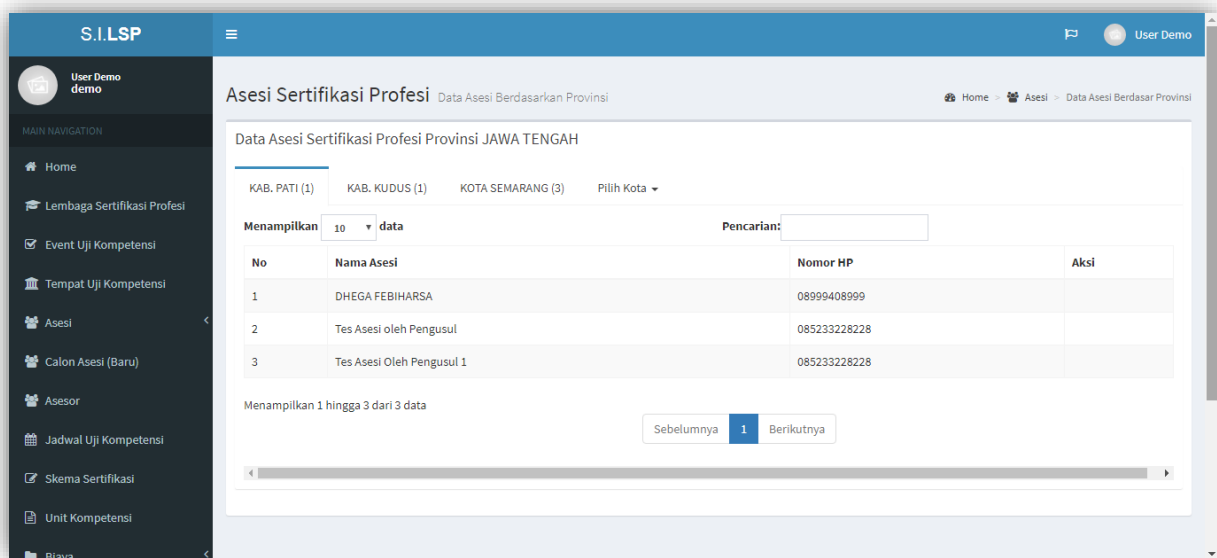 S.I.LSP
User Demo
User Demo
demo
MAIN NAVIGATION
Home
Lembaga Sertifikasi Profesi
Event Uji Kompetensi
Tempat Uji Kompetensi
Asesi
Calon Asesi (Baru)
Asesor
Jadwal Uji Kompetensi
Skema Sertifikasi
Unit Kompetensi
Biaya
Asesi Sertifikasi Profesi Data Asesi Berdasarkan Provinsi
Home > Asesi > Data Asesi Berdasar Provinsi
Data Asesi Sertifikasi Profesi Provinsi JAWA TENGAH
KAB. PATI (1) KAB. KUDUS (1) KOTA SEMARANG (3) Pilih Kota
Menampilkan 10 data Pencarian:
No Nama Asesi Nomor HP Aksi
1 DHEGA FEBIHARSA 08999408999
2 Tes Asesi oleh Pengusul 085233228228
3 Tes Asesi Oleh Pengusul 1 085233228228
Menampilkan 1 hingga 3 dari 3 data
Sebelumnya 1 Berikutnya